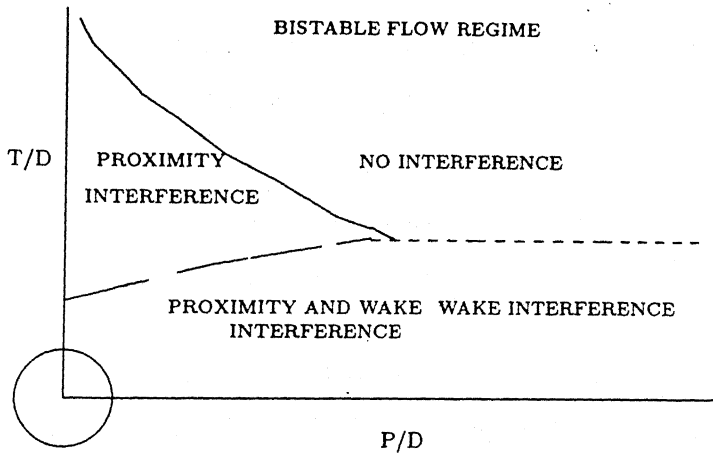 BISTABLE FLOW REGIME
T/D
PROXIMITY
INTERFERENCE
NO INTERFERENCE
PROXIMITY AND WAKE
INTERFERENCE
WAKE INTERFERENCE
P/D